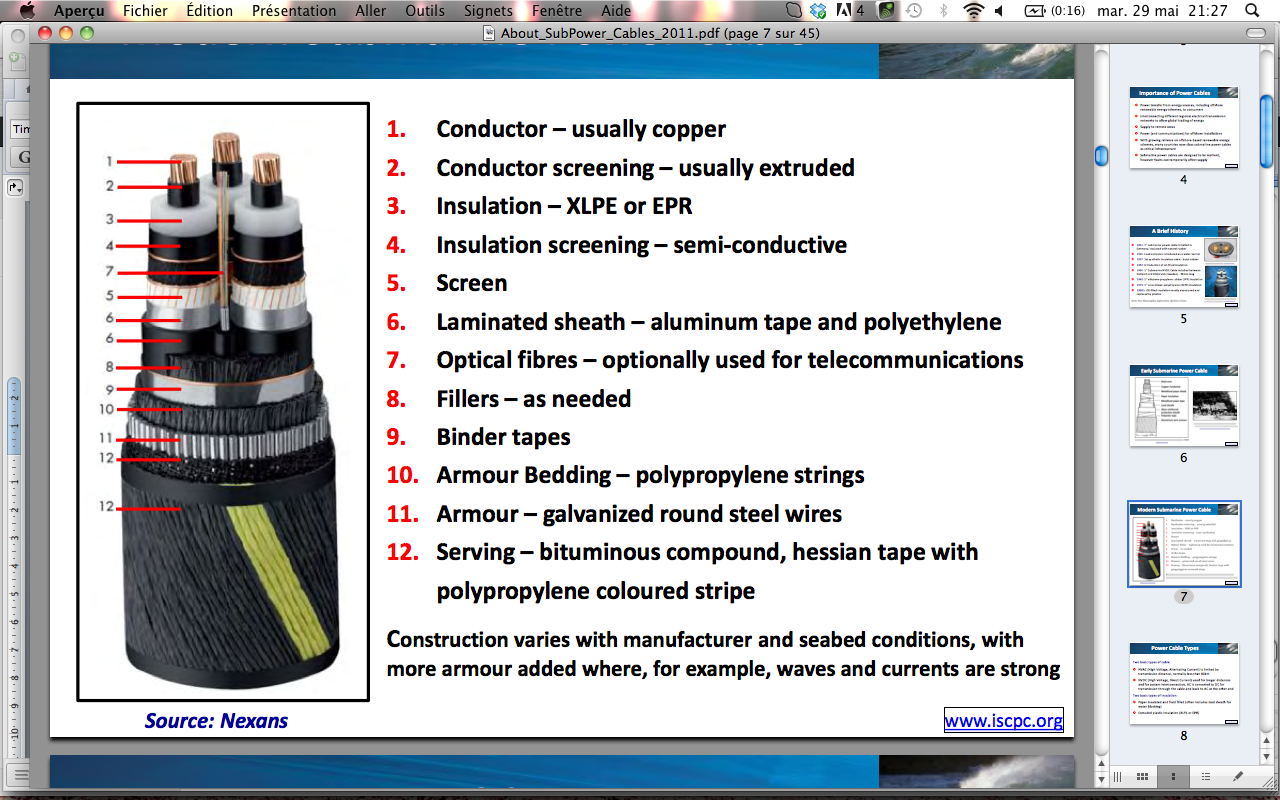 Aperçu Fichier Édition Présentation Aller Outils Signets Fenêtre Aide 4 (0:16) mar. 29 mai 21:27
About_SubPower_Cables_2011.pdf (page 7 sur 45)
Tim
G
1
2
3
4
7
5
6
6
8
9
10
11
12
12
Source: Nexans
1. Conductor – usually copper
2. Conductor screening – usually extruded
3. Insulation – XLPE or EPR
4. Insulation screening – semi-conductive
5. Screen
6. Laminated sheath – aluminum tape and polyethylene
7. Optical fibres – optionally used for telecommunications
8. Fillers – as needed
9. Binder tapes
10. Armour Bedding – polypropylene strings
11. Armour – galvanized round steel wires
12. Serving – bituminous compound, hessian tape with
polypropylene coloured stripe
Construction varies with manufacturer and seabed conditions, with
more armour added where, for example, waves and currents are strong
www.iscpc.org
Importance of Power Cables
4
A Brief History
5
Early Submarine Power Cable
6
Modern Submarine Power Cable
7
Power Cable Types
8